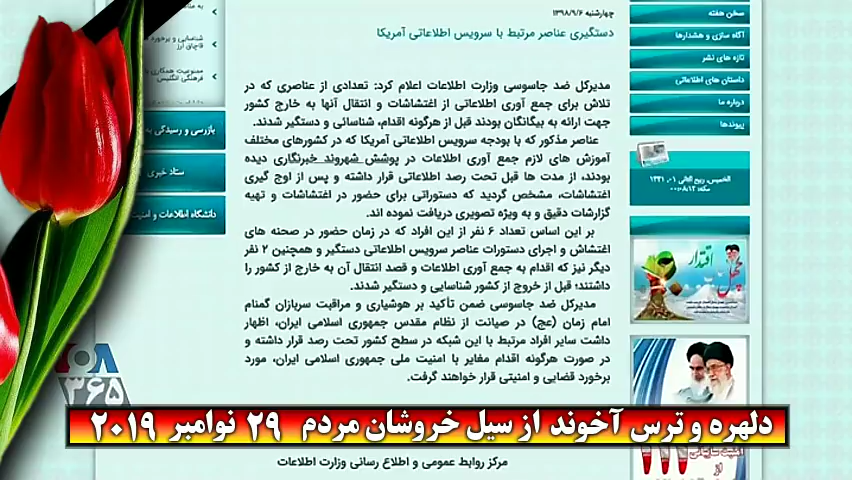 چهارشنبه ۱۳۹۸/۹/۶
دستگیری عناصر مرتبط با سرویس اطلاعاتی آمریکا
مدیرکل ضد جاسوسی وزارت اطلاعات اعلام کرد: تعدادی از عناصری که در
تلاش برای جمع آوری اطلاعاتی از اغتشاشات و انتقال آنها به خارج کشور
جهت ارائه به بیگانگان بودند قبل از هرگونه اقدام، شناسائی و دستگیر شدند.
عناصر مذکور که با بودجه سرویس اطلاعاتی آمریکا که در کشورهای مختلف
آموزش های لازم جمع آوری اطلاعات در پوشش شهروند خبرنگاری دیده
بودند، از مدت ها قبل تحت رصد اطلاعاتی قرار داشته و پس از اوج گیری
اغتشاشات، مشخص گردید که دستوراتی برای حضور در اغتشاشات و تهیه
گزارشات دقیق و به ویژه تصویری دریافت نموده اند.
بر این اساس تعداد ۶ نفر از این افراد که در زمان حضور در صحنه های
اغتشاش و اجرای دستورات عناصر سرویس اطلاعاتی دستگیر و همچنین ۲ نفر
دیگر نیز که اقدام به جمع آوری اطلاعات و قصد انتقال آن به خارج از کشور را
داشتند؛ قبل از خروج از کشور شناسایی و دستگیر شدند.
مدیرکل ضد جاسوسی ضمن تأکید بر هوشیاری و مراقبت سربازان گمنام
امام زمان (عج) در صیانت از نظام مقدس جمهوری اسلامی ایران، اظهار
داشت سایر افراد مرتبط با این شبکه در سطح کشور تحت رصد قرار داشته و
در صورت هرگونه اقدام مغایر با امنیت ملی جمهوری اسلامی ایران، مورد
برخورد قضایی و امنیتی قرار خواهند گرفت.
مرکز روابط عمومی و اطلاع رسانی وزارت اطلاعات
سخن هفته
آگاه سازی و هشدارها
تازه های نشر
داستان های اطلاعاتی
درباره ما
پیوندها
چهل
اقتدار
شناسایی و برخورد
قاچاق ارز
ممنوعیت همکاری
فرهنگی انگلیس
بازرسی و رسیدگی به
ستاد خبری
دانشگاه اطلاعات و امنیت
VOA
۳۶۵
دلهره و ترس آخوند از سیل خروشان مردم ۲۹ نوامبر ۲۰۱۹